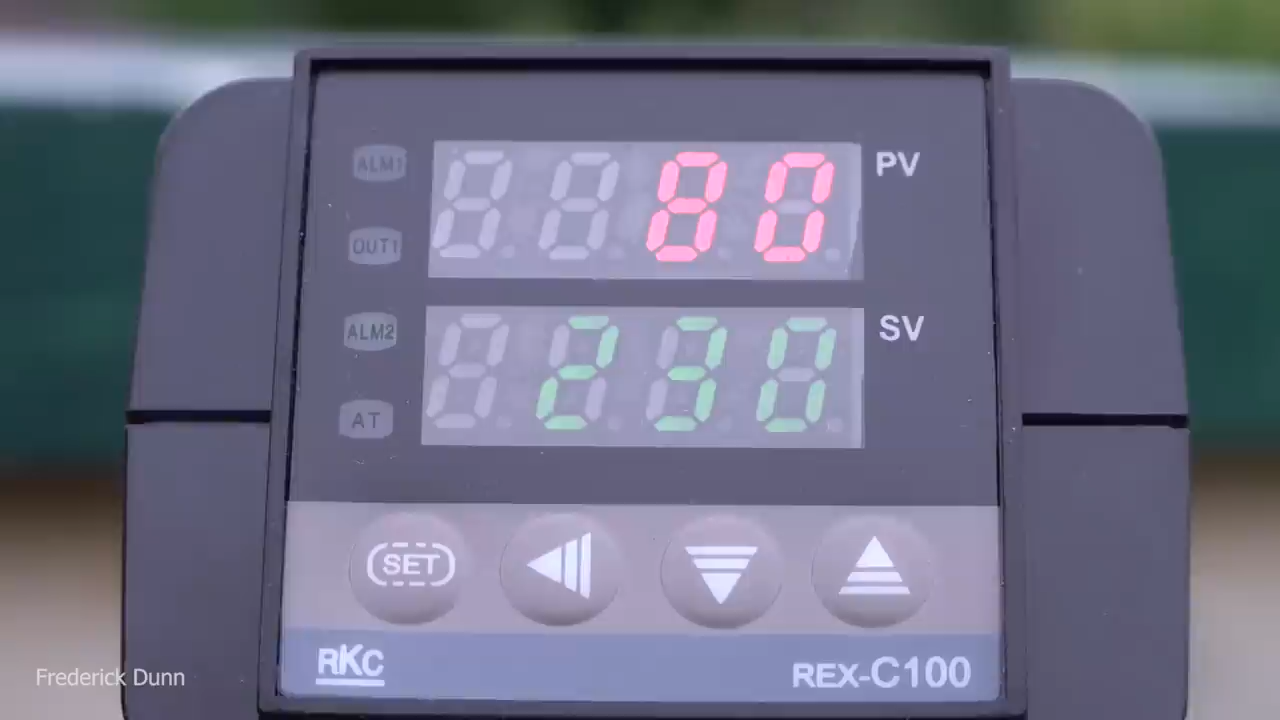 ALM1
80
PV
OUT1
ALM2
230
SV
AT
SET
RKC
REX-C100
Frederick Dunn